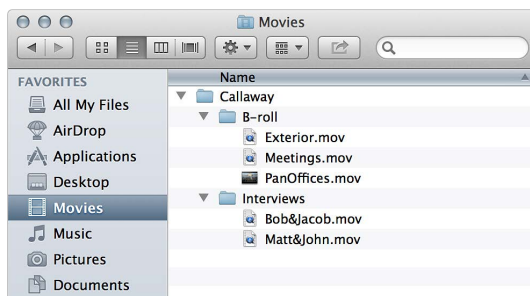 Movies
Name
FAVORITES
All My Files
AirDrop
Applications
Desktop
Movies
Music
Pictures
Documents
Callaway
B-roll
Exterior.mov
Meetings.mov
PanOffices.mov
Interviews
Bob&Jacob.mov
Matt&John.mov